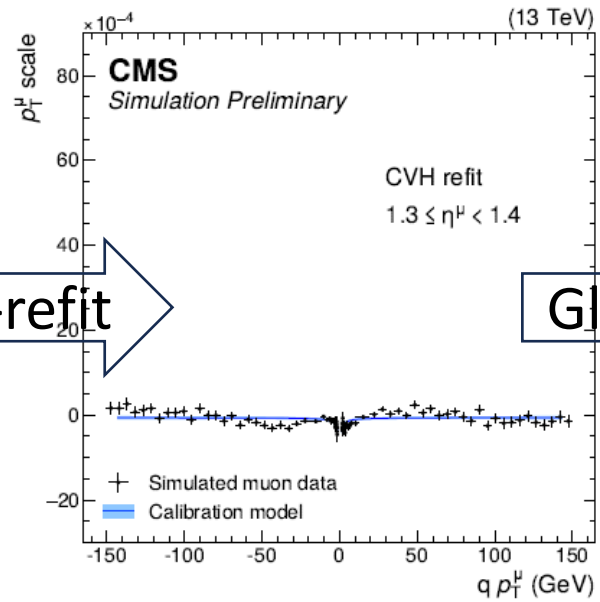 ×10⁻⁴
(13 TeV)
p_T^μ scale
CMS
Simulation Preliminary
CVH refit
1.3 ≤ η^μ < 1.4
80
60
40
20
0
−20
-refit
Gl
Simulated muon data
Calibration model
-150 -100 -50 0 50 100 150
q p_T^μ (GeV)